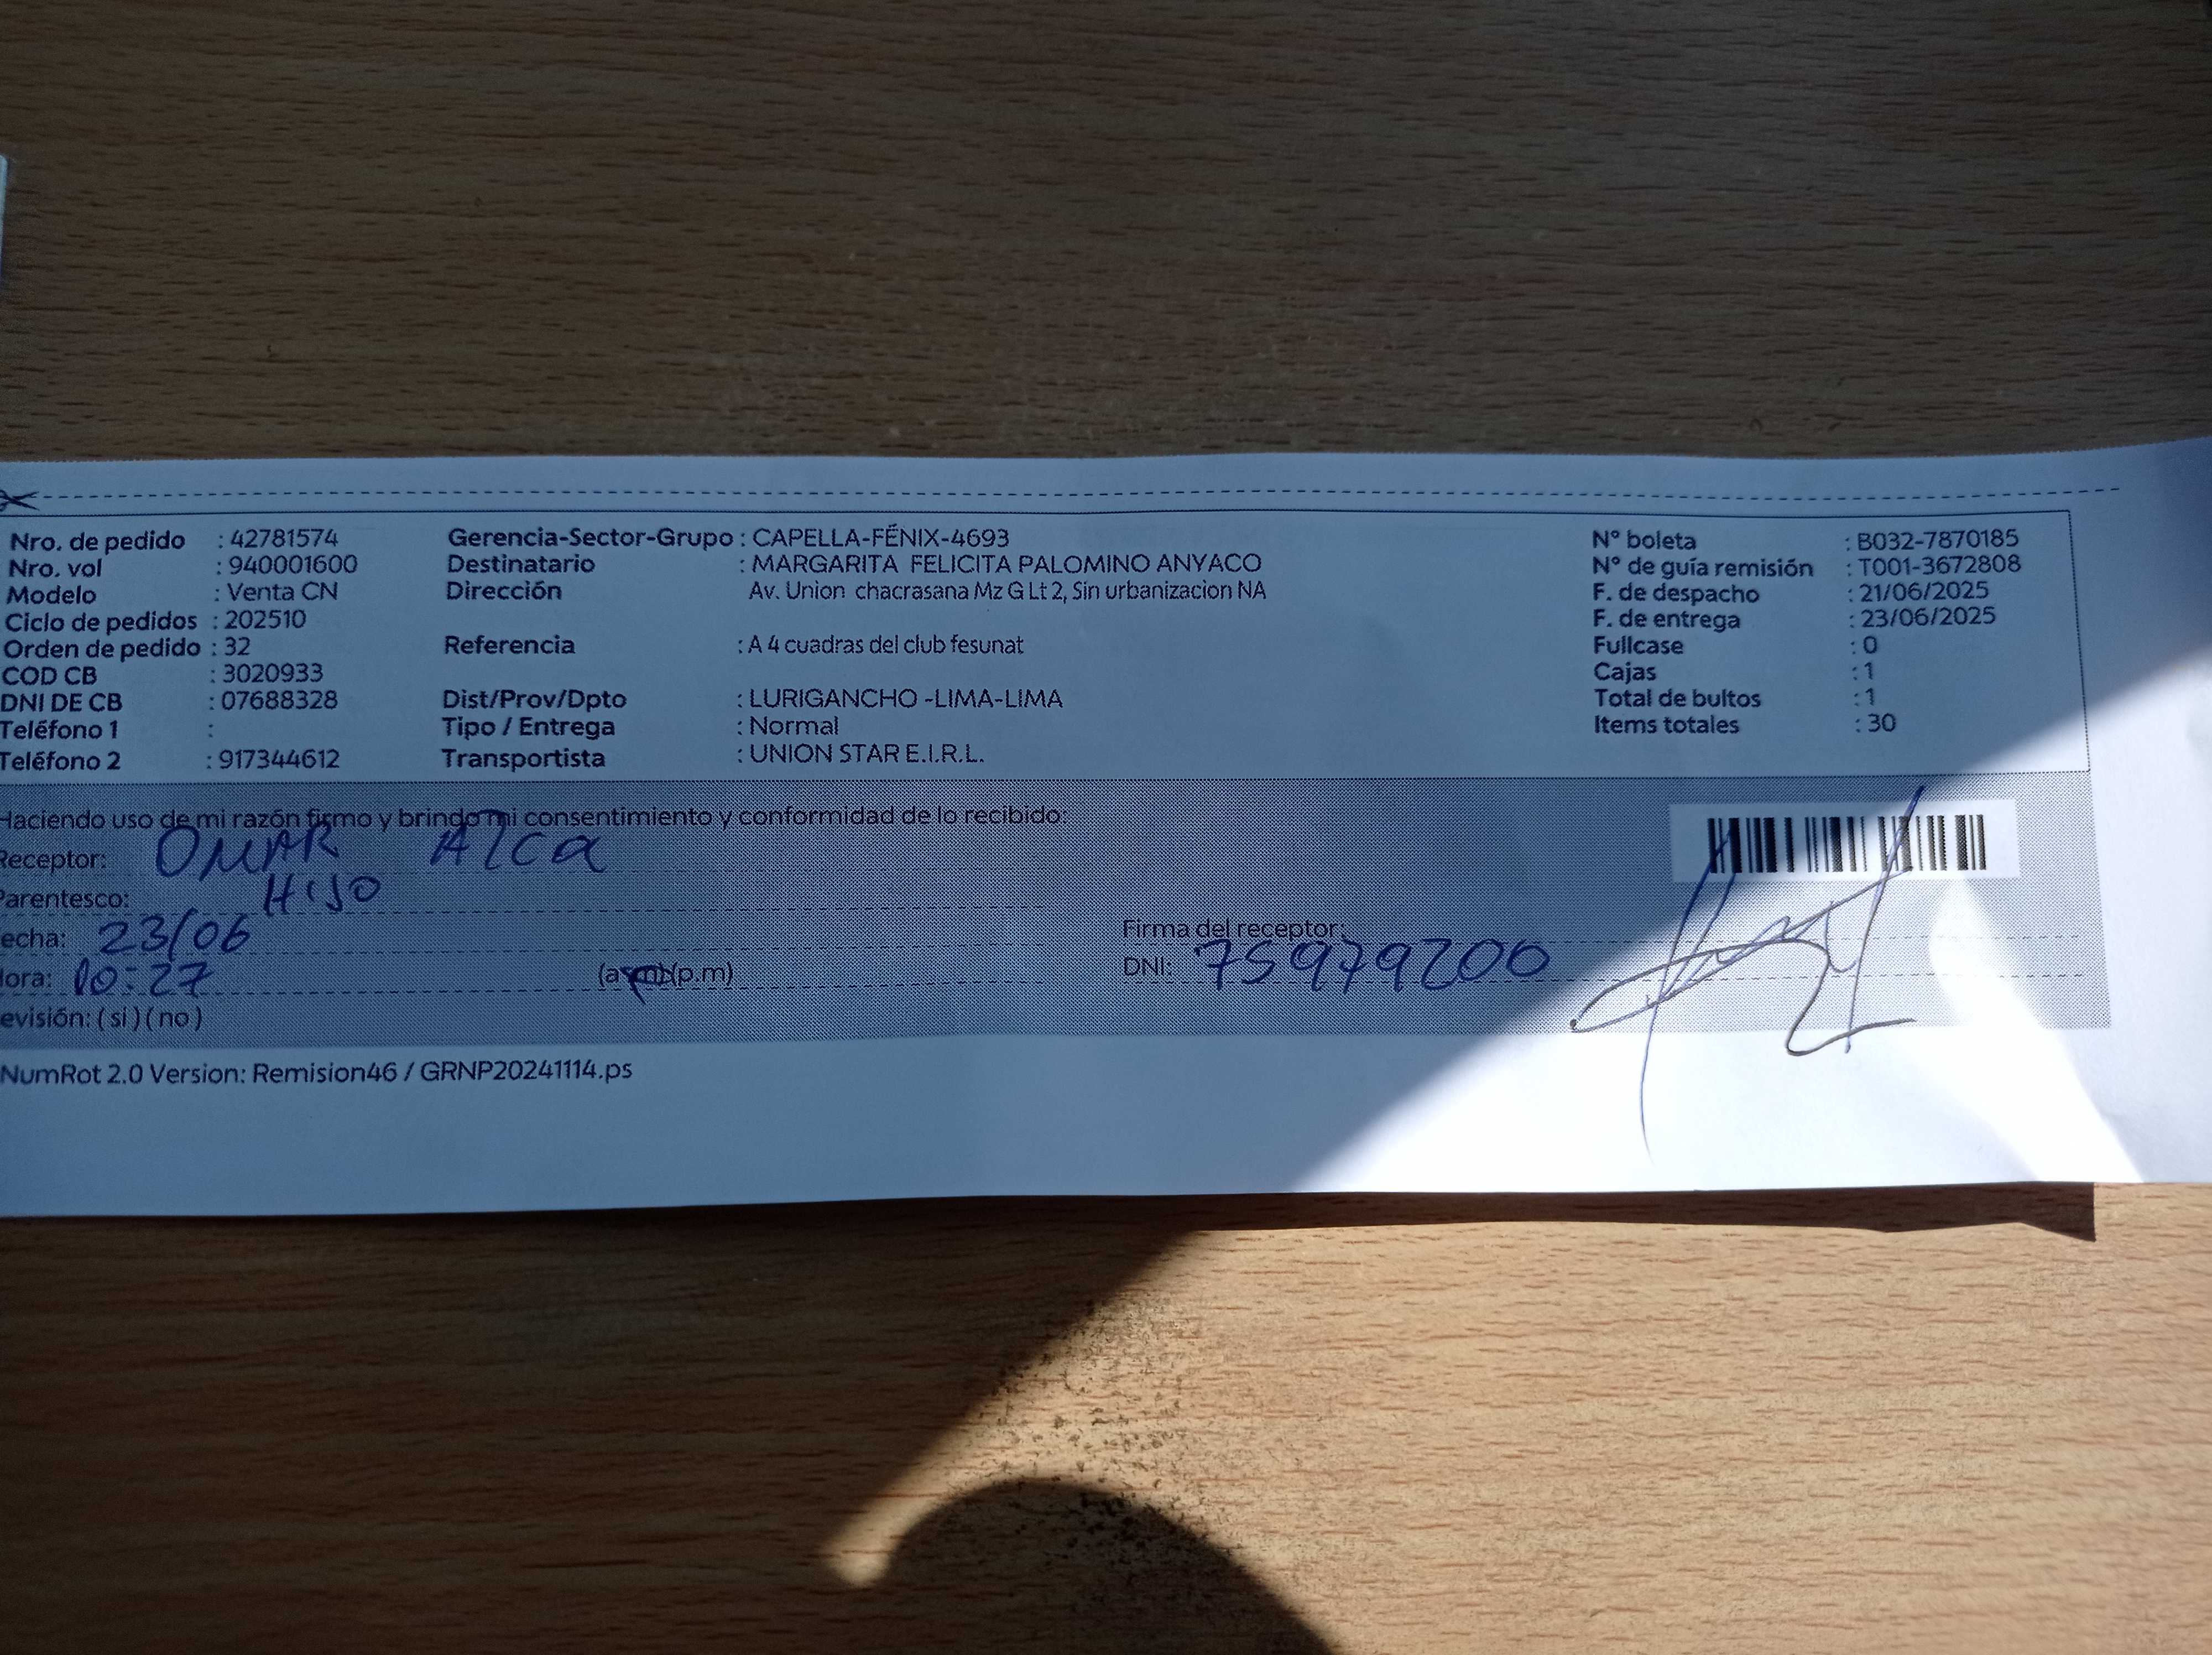 Nro. de pedido : 42781574 Gerencia-Sector-Grupo : CAPELLA-FÉNIX-4693 N° boleta : B032-7870185
Nro. vol : 940001600 Destinatario : MARGARITA FELICITA PALOMINO ANYACO N° de guía remisión : T001-3672808
Modelo : Venta CN Dirección Av. Union chacrasana Mz G Lt 2, Sin urbanizacion NA F. de despacho : 21/06/2025
Ciclo de pedidos : 202510 F. de entrega : 23/06/2025
Orden de pedido : 32 Referencia : A 4 cuadras del club fesunat Fullcase : 0
COD CB : 3020933 Cajas : 1
DNI DE CB : 07688328 Dist/Prov/Dpto : LURIGANCHO -LIMA-LIMA Total de bultos : 1
Teléfono 1 : Tipo / Entrega : Normal Items totales : 30
Teléfono 2 : 917344612 Transportista : UNION STAR E.I.R.L.
Haciendo uso de mi razón firmo y brindo mi consentimiento y conformidad de lo recibido:
Receptor: OMAR Alca
Parentesco: HIJO
echa: 23/06 Firma del receptor:
lora: 10:27 (a.m)(p.m) DNI: 75979200
evisión: ( si ) ( no )
NumRot 2.0 Version: Remision46 / GRNP20241114.ps